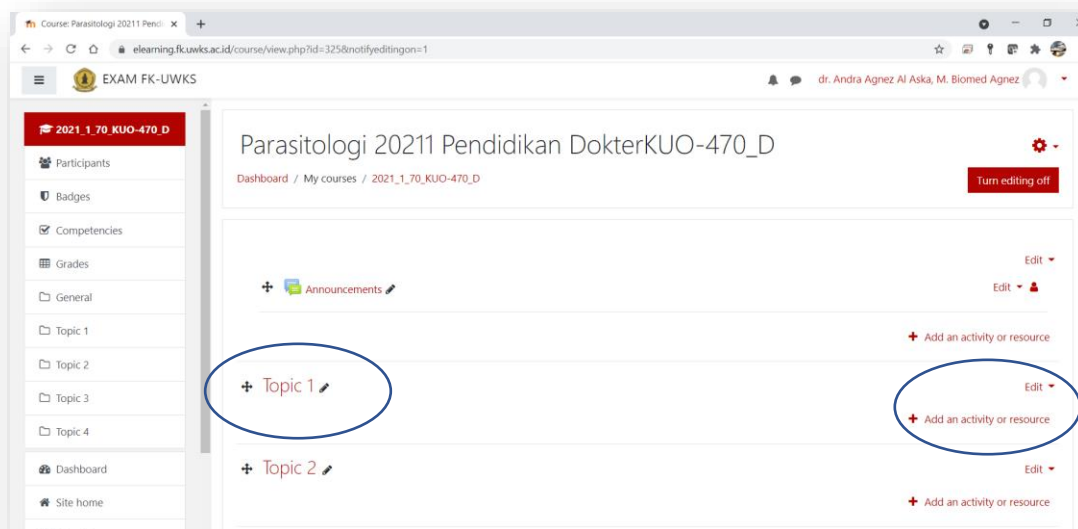 Course: Parasitologi 20211 Pendi
elearning.fk.uwks.ac.id/course/view.php?id=325&notifyeditingon=1
EXAM FK-UWKS
dr. Andra Agnez Al Aska, M. Biomed Agnez
2021_1_70_KUO-470_D
Participants
Badges
Competencies
Grades
General
Topic 1
Topic 2
Topic 3
Topic 4
Dashboard
Site home
Parasitologi 20211 Pendidikan DokterKUO-470_D
Dashboard / My courses / 2021_1_70_KUO-470_D
Turn editing off
Edit
Announcements
Edit
Add an activity or resource
Topic 1
Edit
Add an activity or resource
Topic 2
Edit
Add an activity or resource